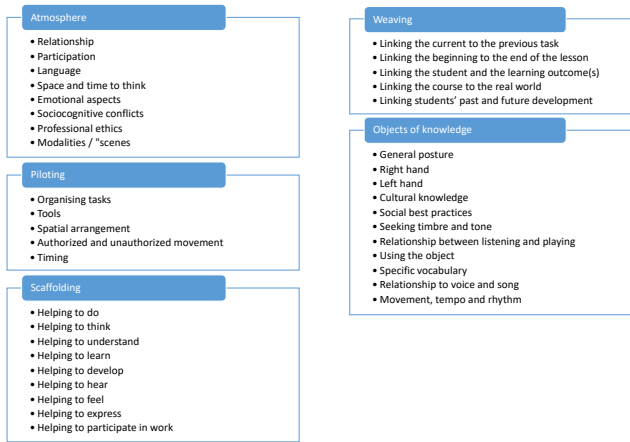 Atmosphere
• Relationship
• Participation
• Language
• Space and time to think
• Emotional aspects
• Sociocognitive conflicts
• Professional ethics
• Modalities / "scenes
Piloting
• Organising tasks
• Tools
• Spatial arrangement
• Authorized and unauthorized movement
• Timing
Scaffolding
• Helping to do
• Helping to think
• Helping to understand
• Helping to learn
• Helping to develop
• Helping to hear
• Helping to feel
• Helping to express
• Helping to participate in work
Weaving
• Linking the current to the previous task
• Linking the beginning to the end of the lesson
• Linking the student and the learning outcome(s)
• Linking the course to the real world
• Linking students' past and future development
Objects of knowledge
• General posture
• Right hand
• Left hand
• Cultural knowledge
• Social best practices
• Seeking timbre and tone
• Relationship between listening and playing
• Using the object
• Specific vocabulary
• Relationship to voice and song
• Movement, tempo and rhythm